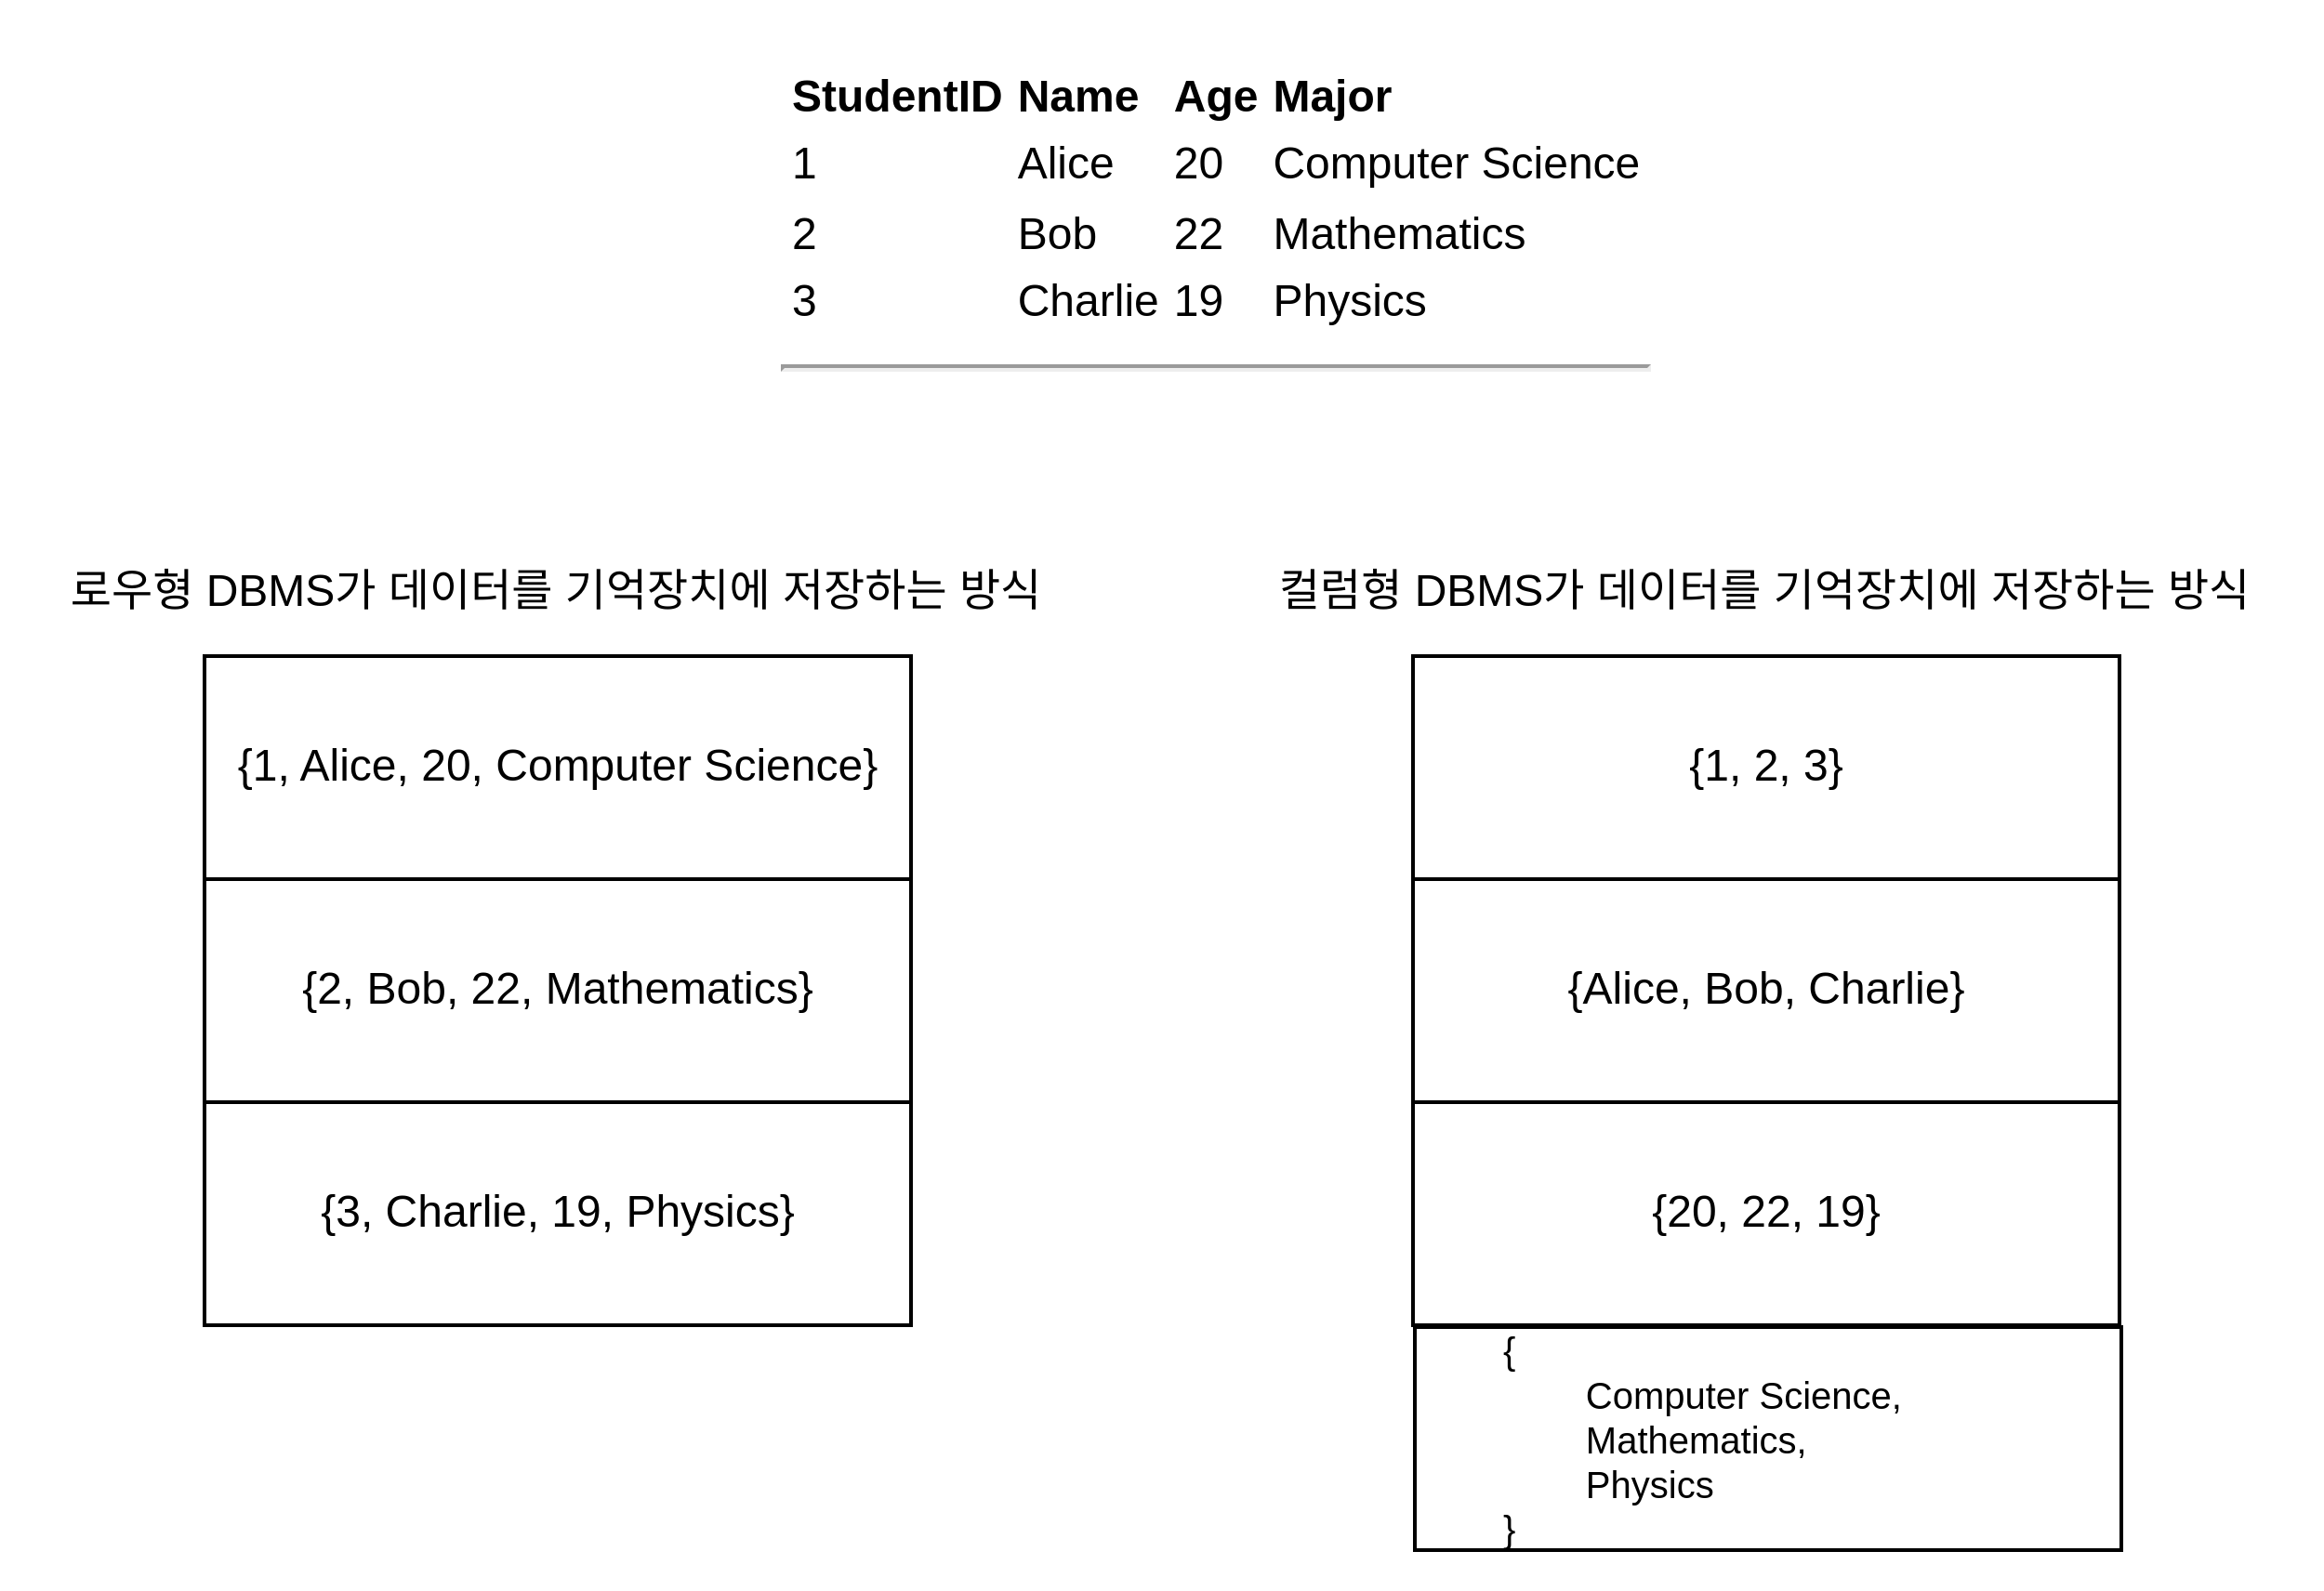 StudentID Name Age Major
1 Alice 20 Computer Science
2 Bob 22 Mathematics
3 Charlie 19 Physics
로우형 DBMS가 데이터를 기억장치에 저장하는 방식
{1, Alice, 20, Computer Science}
{2, Bob, 22, Mathematics}
{3, Charlie, 19, Physics}
컬럼형 DBMS가 데이터를 기억장치에 저장하는 방식
{1, 2, 3}
{Alice, Bob, Charlie}
{20, 22, 19}
{
Computer Science,
Mathematics,
Physics
}